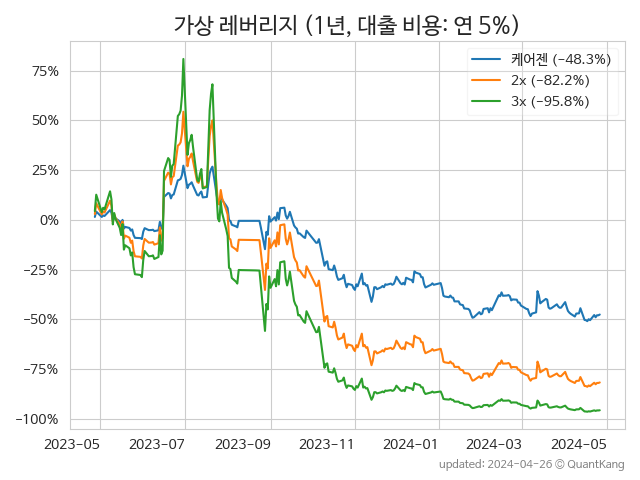 가상 레버리지 (1년, 대출 비용: 연 5%)
케어젠 (−48.3%)
2x (−82.2%)
3x (−95.8%)
75%
50%
25%
0%
−25%
−50%
−75%
−100%
2023-05 2023-07 2023-09 2023-11 2024-01 2024-03 2024-05
updated: 2024-04-26 © QuantKang